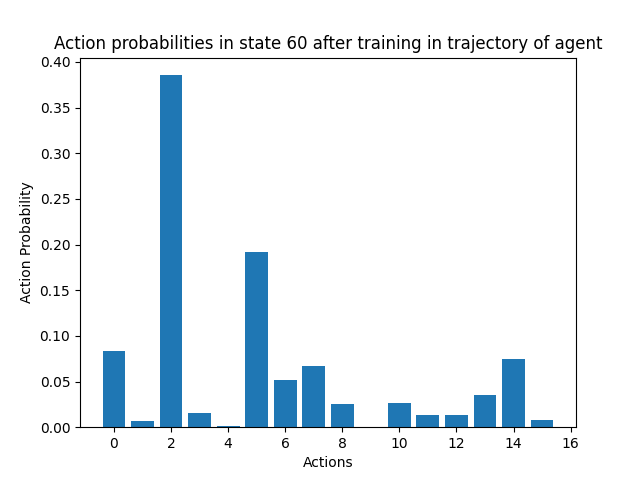 Action probabilities in state 60 after training in trajectory of agent
0.40
0.35
0.30
0.25
0.20
0.15
0.10
0.05
0.00
Action Probability
0 2 4 6 8 10 12 14 16
Actions